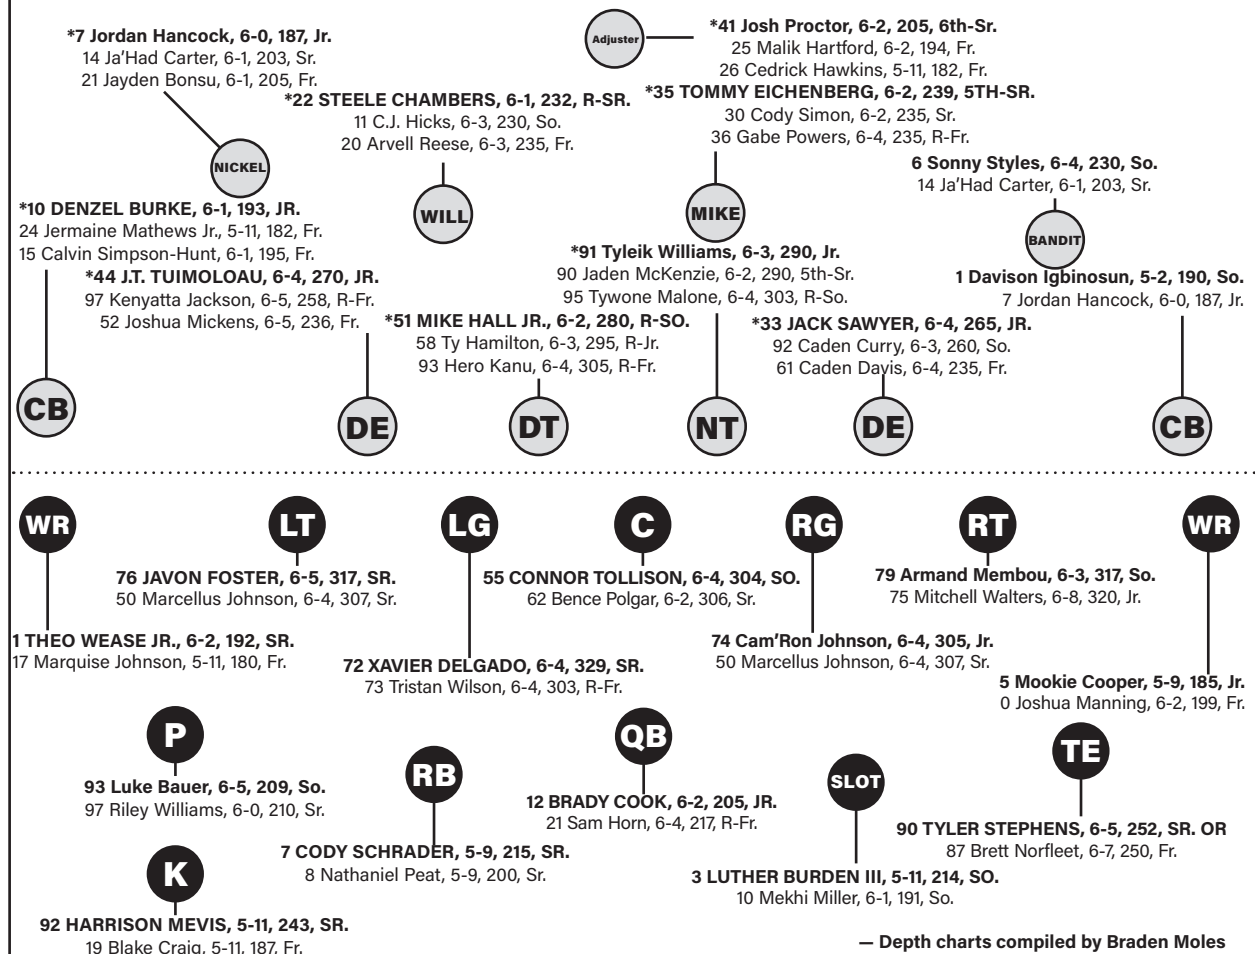 *7 Jordan Hancock, 6-0, 187, Jr.
14 Ja'Had Carter, 6-1, 203, Sr.
21 Jayden Bonsu, 6-1, 205, Fr.
NICKEL
Adjuster
*41 Josh Proctor, 6-2, 205, 6th-Sr.
25 Malik Hartford, 6-2, 194, Fr.
26 Cedrick Hawkins, 5-11, 182, Fr.
*22 STEELE CHAMBERS, 6-1, 232, R-SR.
11 C.J. Hicks, 6-3, 230, So.
20 Arvell Reese, 6-3, 235, Fr.
WILL
*35 TOMMY EICHENBERG, 6-2, 239, 5TH-SR.
30 Cody Simon, 6-2, 235, Sr.
36 Gabe Powers, 6-4, 235, R-Fr.
MIKE
6 Sonny Styles, 6-4, 230, So.
14 Ja'Had Carter, 6-1, 203, Sr.
BANDIT
*10 DENZEL BURKE, 6-1, 193, JR.
24 Jermaine Mathews Jr., 5-11, 182, Fr.
15 Calvin Simpson-Hunt, 6-1, 195, Fr.
CB
*44 J.T. TUIMOLOAU, 6-4, 270, JR.
97 Kenyatta Jackson, 6-5, 258, R-Fr.
52 Joshua Mickens, 6-5, 236, Fr.
DE
*51 MIKE HALL JR., 6-2, 280, R-SO.
58 Ty Hamilton, 6-3, 295, R-Jr.
93 Hero Kanu, 6-4, 305, R-Fr.
DT
*91 Tyleik Williams, 6-3, 290, Jr.
90 Jaden McKenzie, 6-2, 290, 5th-Sr.
95 Tywone Malone, 6-4, 303, R-So.
NT
*33 JACK SAWYER, 6-4, 265, JR.
92 Caden Curry, 6-3, 260, So.
61 Caden Davis, 6-4, 235, Fr.
DE
1 Davison Igbinosun, 5-2, 190, So.
7 Jordan Hancock, 6-0, 187, Jr.
CB
WR
1 THEO WEASE JR., 6-2, 192, SR.
17 Marquise Johnson, 5-11, 180, Fr.
LT
76 JAVON FOSTER, 6-5, 317, SR.
50 Marcellus Johnson, 6-4, 307, Sr.
LG
72 XAVIER DELGADO, 6-4, 329, SR.
73 Tristan Wilson, 6-4, 303, R-Fr.
C
55 CONNOR TOLLISON, 6-4, 304, SO.
62 Bence Polgar, 6-2, 306, Sr.
RG
74 Cam'Ron Johnson, 6-4, 305, Jr.
50 Marcellus Johnson, 6-4, 307, Sr.
RT
79 Armand Membou, 6-3, 317, So.
75 Mitchell Walters, 6-8, 320, Jr.
WR
5 Mookie Cooper, 5-9, 185, Jr.
0 Joshua Manning, 6-2, 199, Fr.
P
93 Luke Bauer, 6-5, 209, So.
97 Riley Williams, 6-0, 210, Sr.
RB
7 CODY SCHRADER, 5-9, 215, SR.
8 Nathaniel Peat, 5-9, 200, Sr.
QB
12 BRADY COOK, 6-2, 205, JR.
21 Sam Horn, 6-4, 217, R-Fr.
SLOT
3 LUTHER BURDEN III, 5-11, 214, SO.
10 Mekhi Miller, 6-1, 191, So.
TE
90 TYLER STEPHENS, 6-5, 252, SR. OR
87 Brett Norfleet, 6-7, 250, Fr.
K
92 HARRISON MEVIS, 5-11, 243, SR.
19 Blake Craig, 5-11, 187, Fr.
— Depth charts compiled by Braden Moles